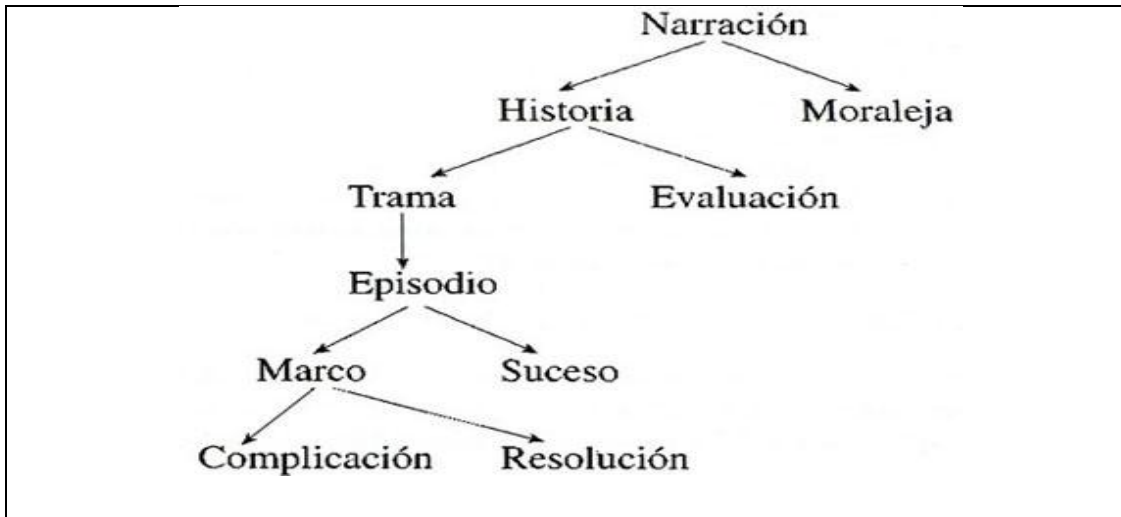 Narración
Historia Moraleja
Trama Evaluación
Episodio
Marco Suceso
Complicación Resolución